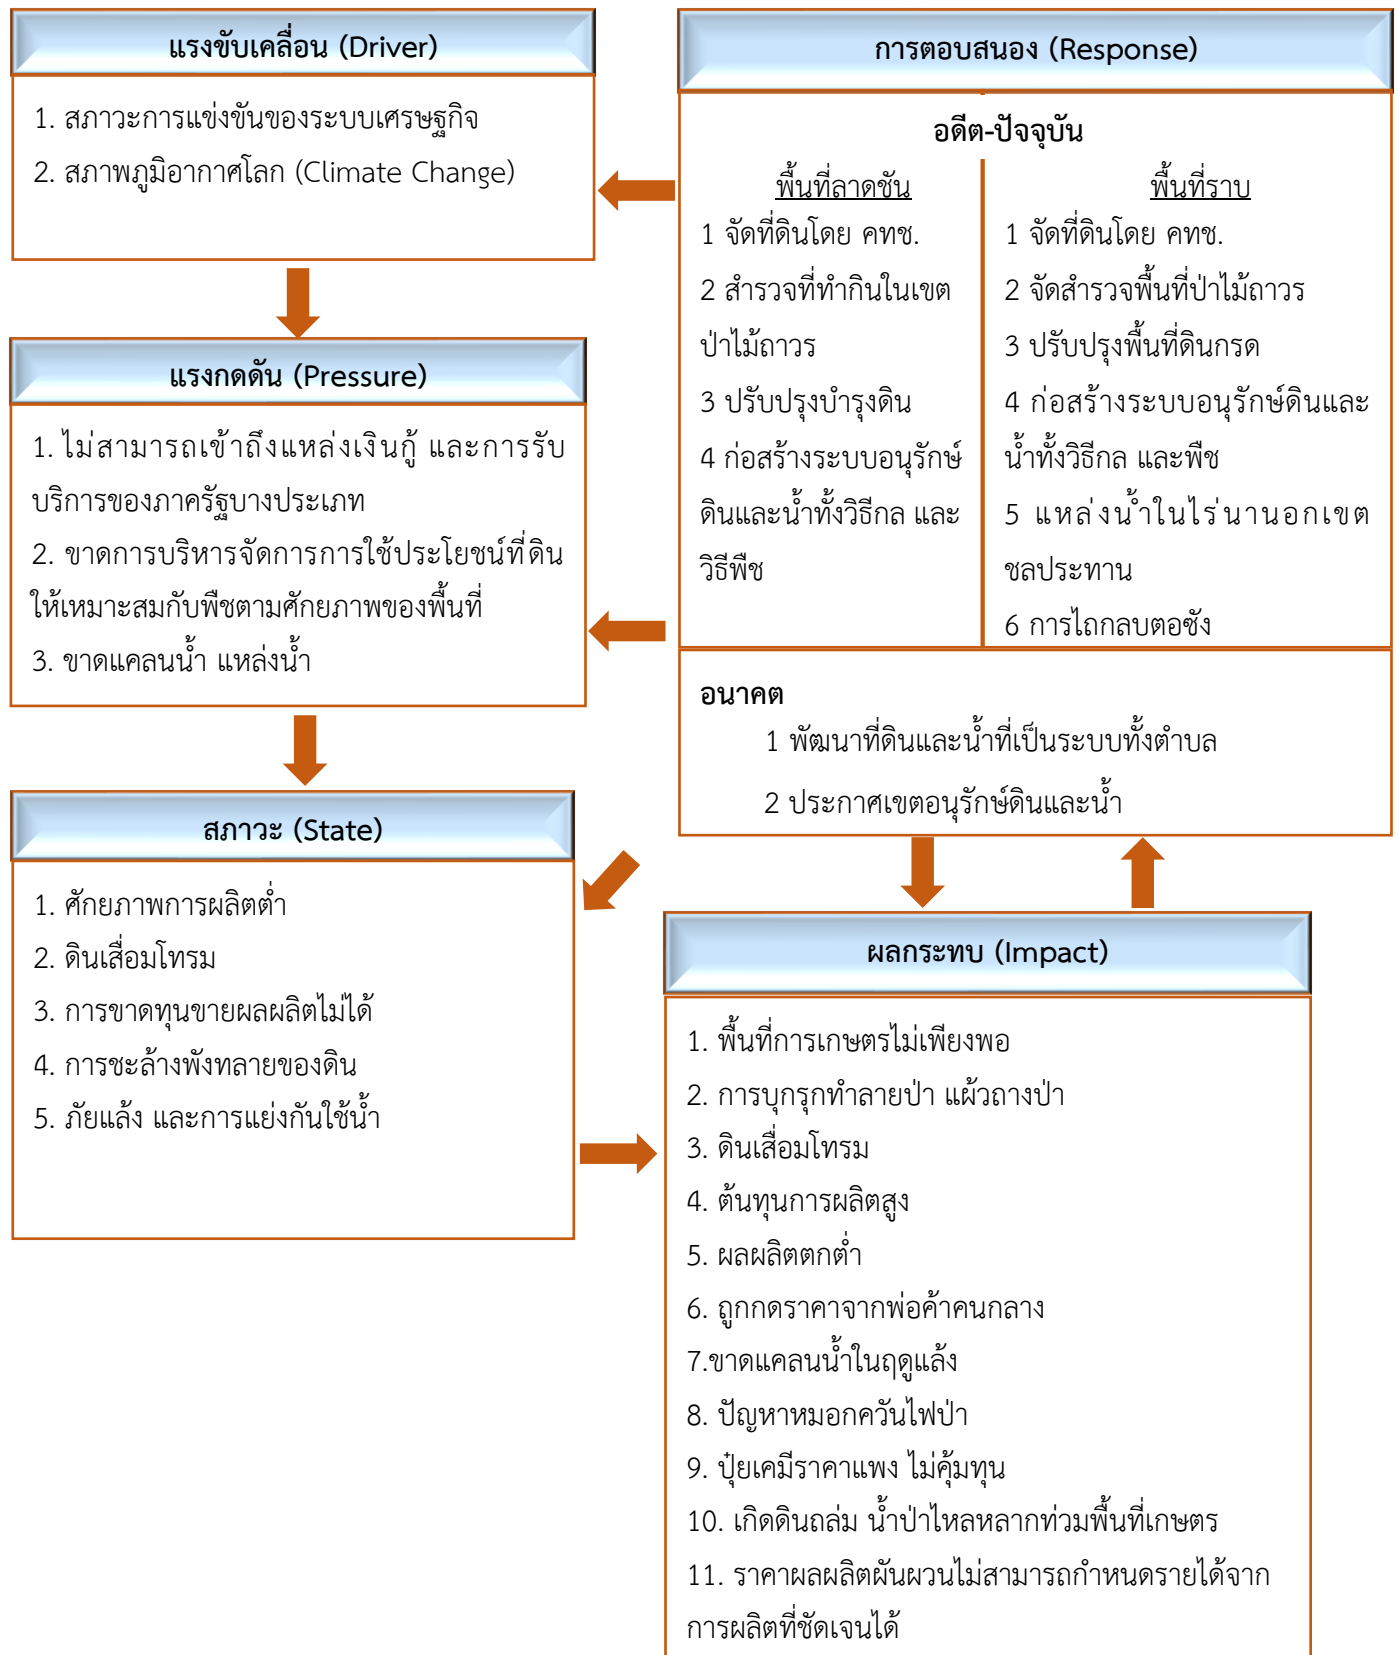 แรงขับเคลื่อน (Driver)
1. สภาวะการแข่งขันของระบบเศรษฐกิจ
2. สภาพภูมิอากาศโลก (Climate Change)
แรงกดดัน (Pressure)
1. ไม่สามารถเข้าถึงแหล่งเงินกู้ และการรับ
บริการของภาครัฐบางประเภท
2. ขาดการบริหารจัดการการใช้ประโยชน์ที่ดิน
ให้เหมาะสมกับพืชตามศักยภาพของพื้นที่
3. ขาดแคลนน้ำ แหล่งน้ำ
สภาวะ (State)
1. ศักยภาพการผลิตต่ำ
2. ดินเสื่อมโทรม
3. การขาดทุนขายผลผลิตไม่ได้
4. การชะล้างพังทลายของดิน
5. ภัยแล้ง และการแย่งกันใช้น้ำ
การตอบสนอง (Response)
อดีต-ปัจจุบัน
พื้นที่ลาดชัน
1 จัดที่ดินโดย คทช.
2 สำรวจที่ทำกินในเขต
ป่าไม้ถาวร
3 ปรับปรุงบำรุงดิน
4 ก่อสร้างระบบอนุรักษ์
ดินและน้ำทั้งวิธีกล และ
วิธีพืช
พื้นที่ราบ
1 จัดที่ดินโดย คทช.
2 จัดสำรวจพื้นที่ป่าไม้ถาวร
3 ปรับปรุงพื้นที่ดินกรด
4 ก่อสร้างระบบอนุรักษ์ดินและ
น้ำทั้งวิธีกล และพืช
5 แหล่งน้ำในไร่นานอกเขต
ชลประทาน
6 การไถกลบตอซัง
อนาคต
1 พัฒนาที่ดินและน้ำที่เป็นระบบทั้งตำบล
2 ประกาศเขตอนุรักษ์ดินและน้ำ
ผลกระทบ (Impact)
1. พื้นที่การเกษตรไม่เพียงพอ
2. การบุกรุกทำลายป่า แผ้วถางป่า
3. ดินเสื่อมโทรม
4. ต้นทุนการผลิตสูง
5. ผลผลิตตกต่ำ
6. ถูกกดราคาจากพ่อค้าคนกลาง
7.ขาดแคลนน้ำในฤดูแล้ง
8. ปัญหาหมอกควันไฟป่า
9. ปุ๋ยเคมีราคาแพง ไม่คุ้มทุน
10. เกิดดินถล่ม น้ำป่าไหลหลากท่วมพื้นที่เกษตร
11. ราคาผลผลิตผันผวนไม่สามารถกำหนดรายได้จาก
การผลิตที่ชัดเจนได้